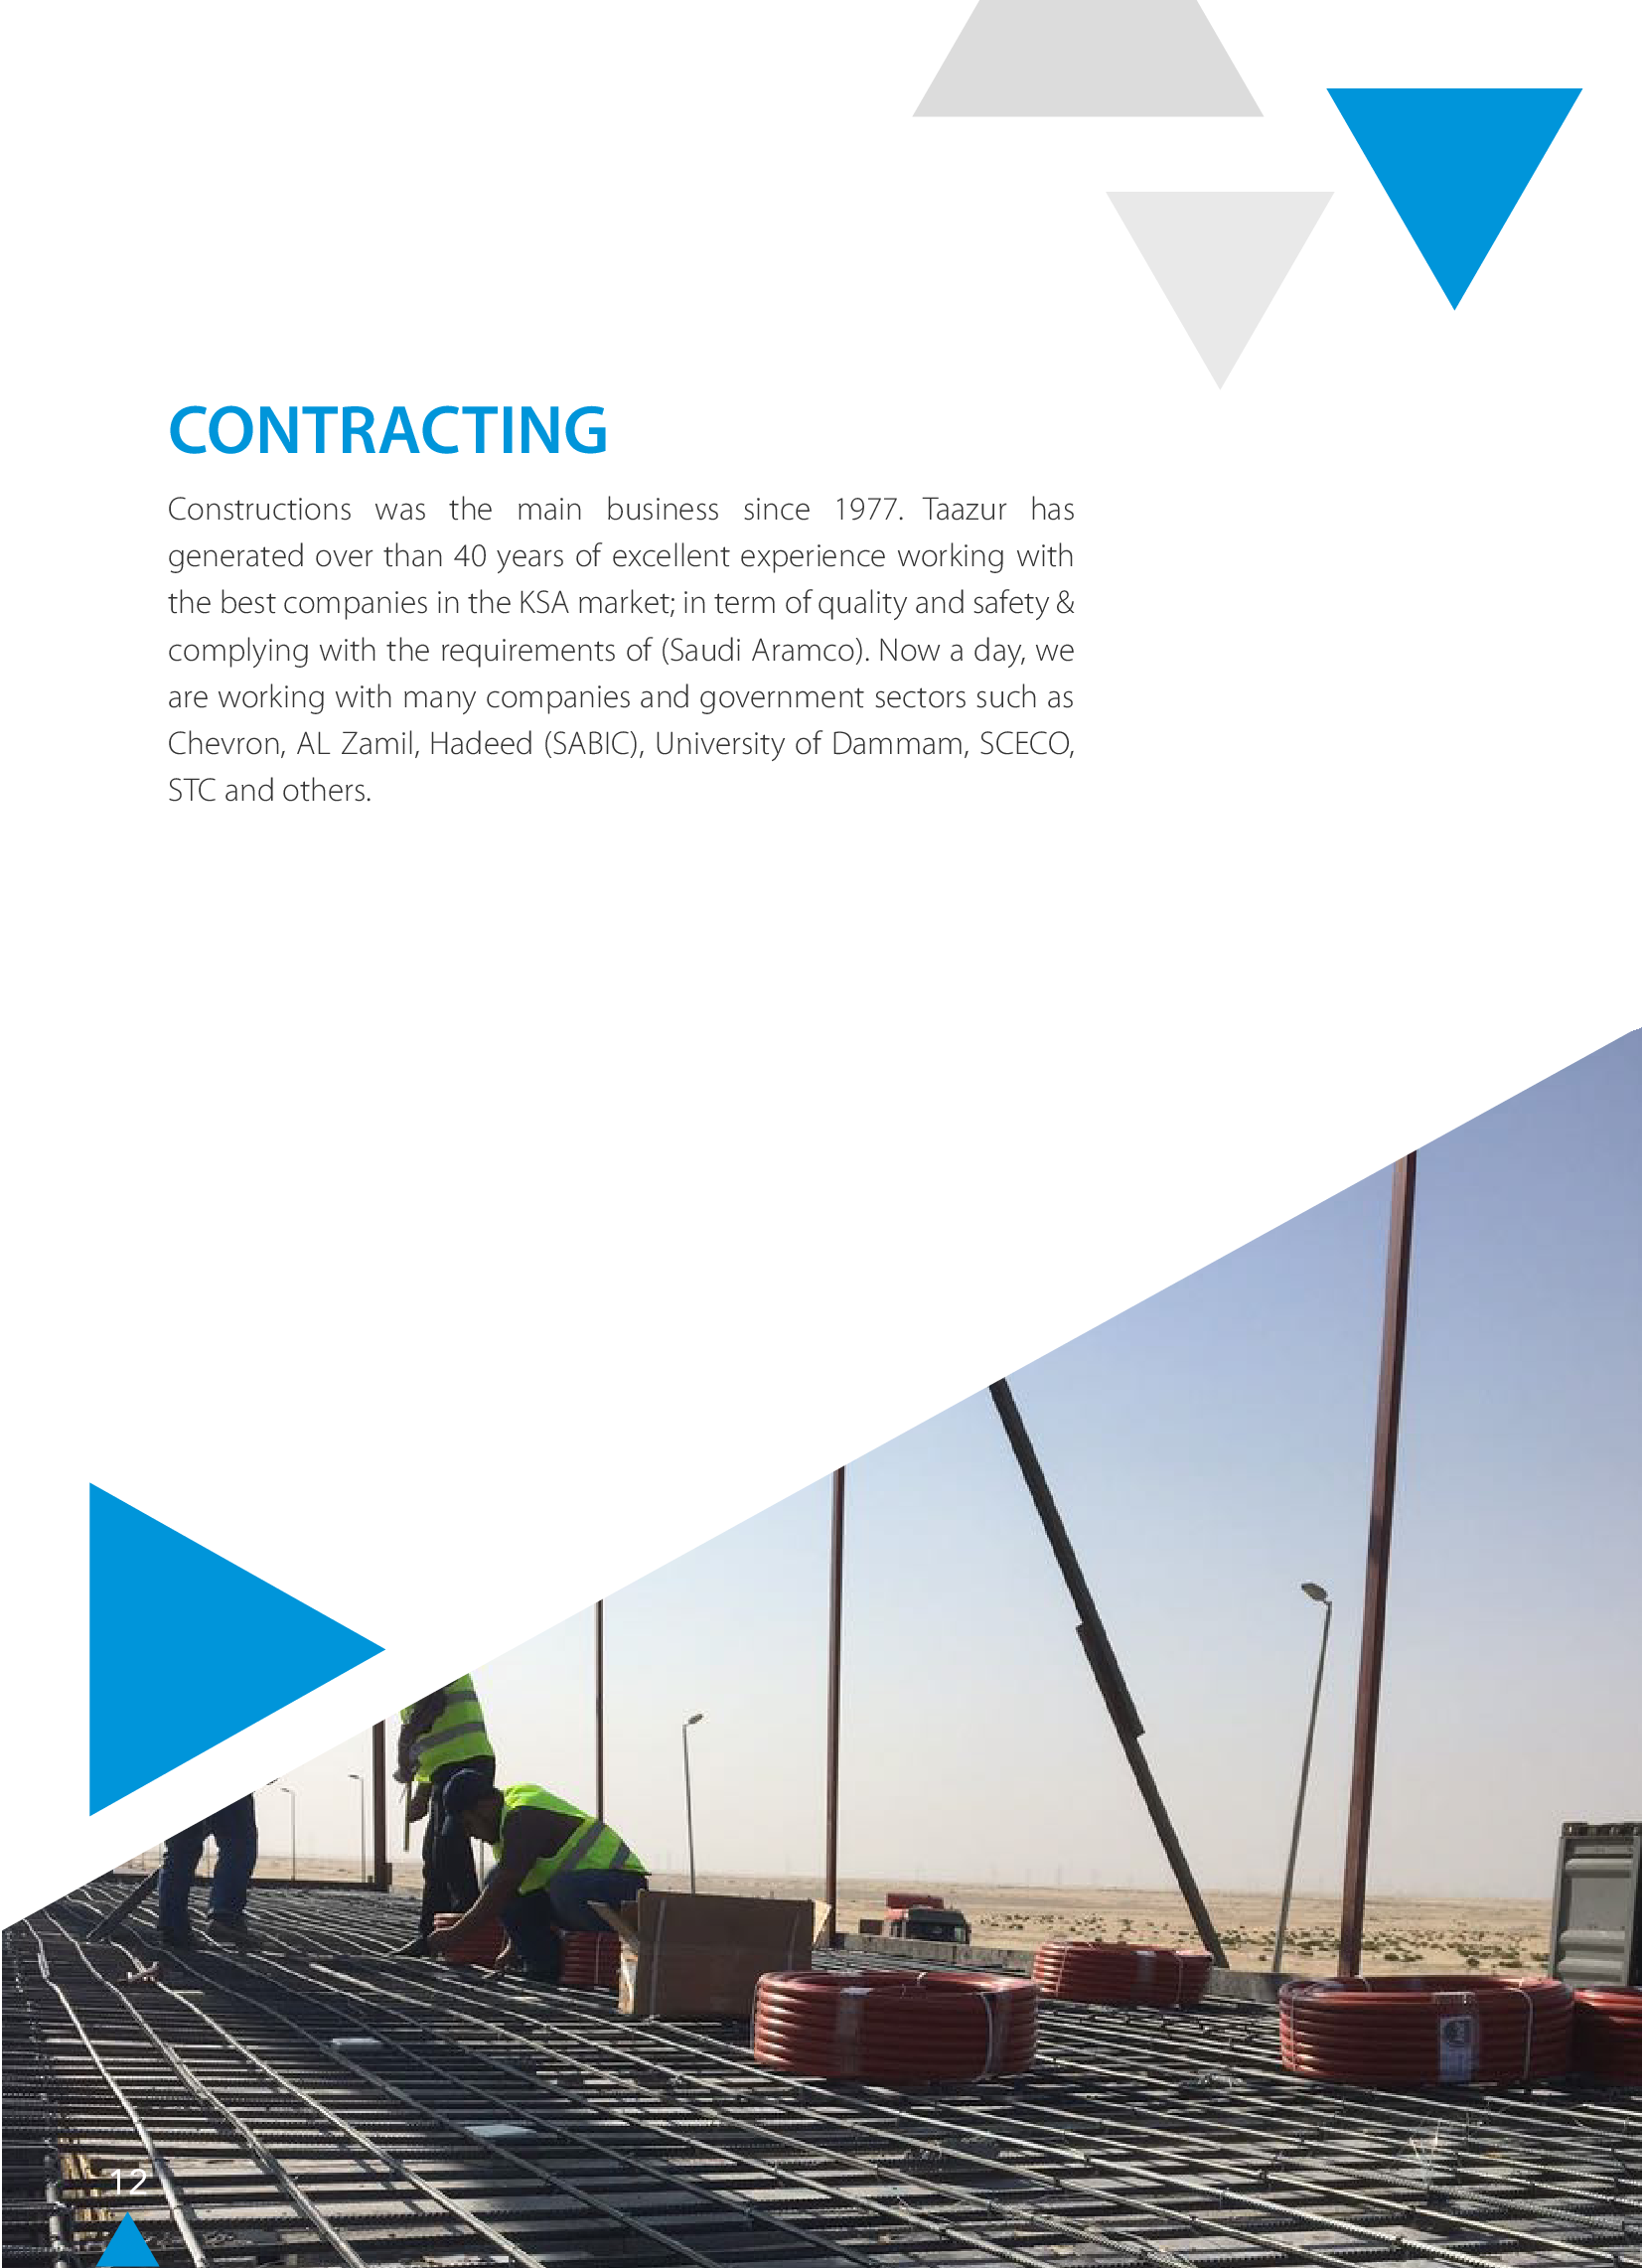 CONTRACTING
Constructions was the main business since 1977. Taazur has
generated over than 40 years of excellent experience working with
the best companies in the KSA market; in term of quality and safety &
complying with the requirements of (Saudi Aramco). Now a day, we
are working with many companies and government sectors such as
Chevron, AL Zamil, Hadeed (SABIC), University of Dammam, SCECO,
STC and others.
12